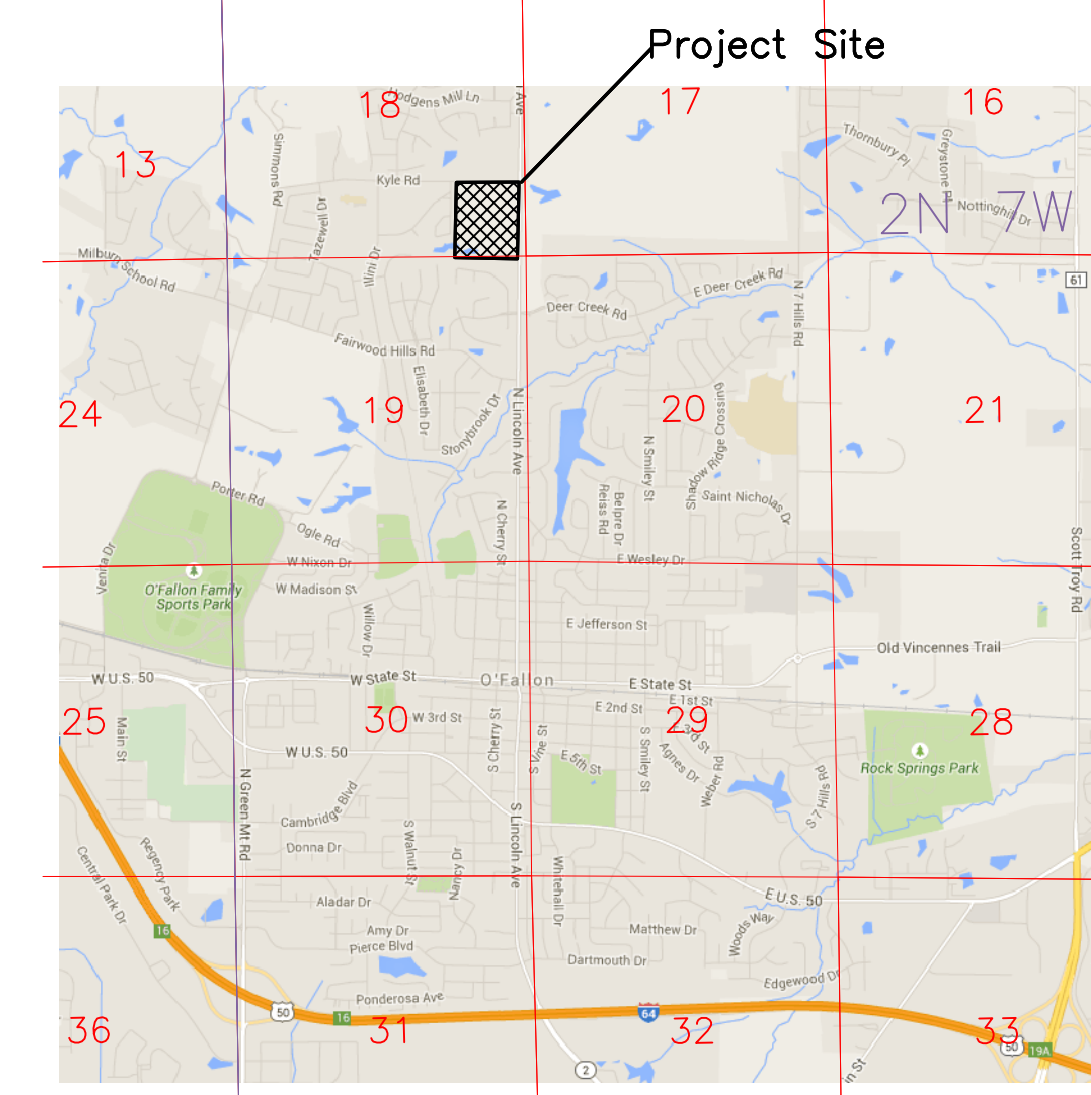 Project Site
Hodgens Mill Ln
Ave
18
17
16
13
Simmons Rd
Kyle Rd
Thornbury Pl
Greystone Pl
Nottinghill Dr
2N 7W
Tazewell Dr
Illini Dr
Milburn School Rd
E Deer Creek Rd
61
Deer Creek Rd
N 7 Hills Rd
Fairwood Hills Rd
Elisabeth Dr
Stonybrook Dr
N Lincoln Ave
24
19
20
21
Shadow Ridge Crossing
N Smiley St
Porter Rd
Reiss Rd
Belpre Dr
Saint Nicholas Dr
Ogle Rd
N Cherry St
Venita Dr
W Nixon Dr
E Wesley Dr
Scott Troy Rd
O'Fallon Family
Sports Park
W Madison St
Willow Dr
E Jefferson St
Old Vincennes Trail
W U.S. 50
W State St
O'Fallon
E State St
E 1st St
E 2nd St
25
Main St
30
W 3rd St
29
E 3rd St
28
S Cherry St
S Vine St
W U.S. 50
E 5th St
S Smiley St
Agnes Dr
Weber Rd
Rock Springs Park
N Green Mt Rd
Cambridge Blvd
S 7 Hills Rd
S Lincoln Ave
Donna Dr
S Walnut St
Nancy Dr
Regency Park
Central Park Dr
Whitehall Dr
Aladar Dr
E U.S. 50
16
Amy Dr
Pierce Blvd
Matthew Dr
Woods Way
Dartmouth Dr
Edgewood Dr
Ponderosa Ave
50
16
64
36
31
32
33
50
19A
2
in St